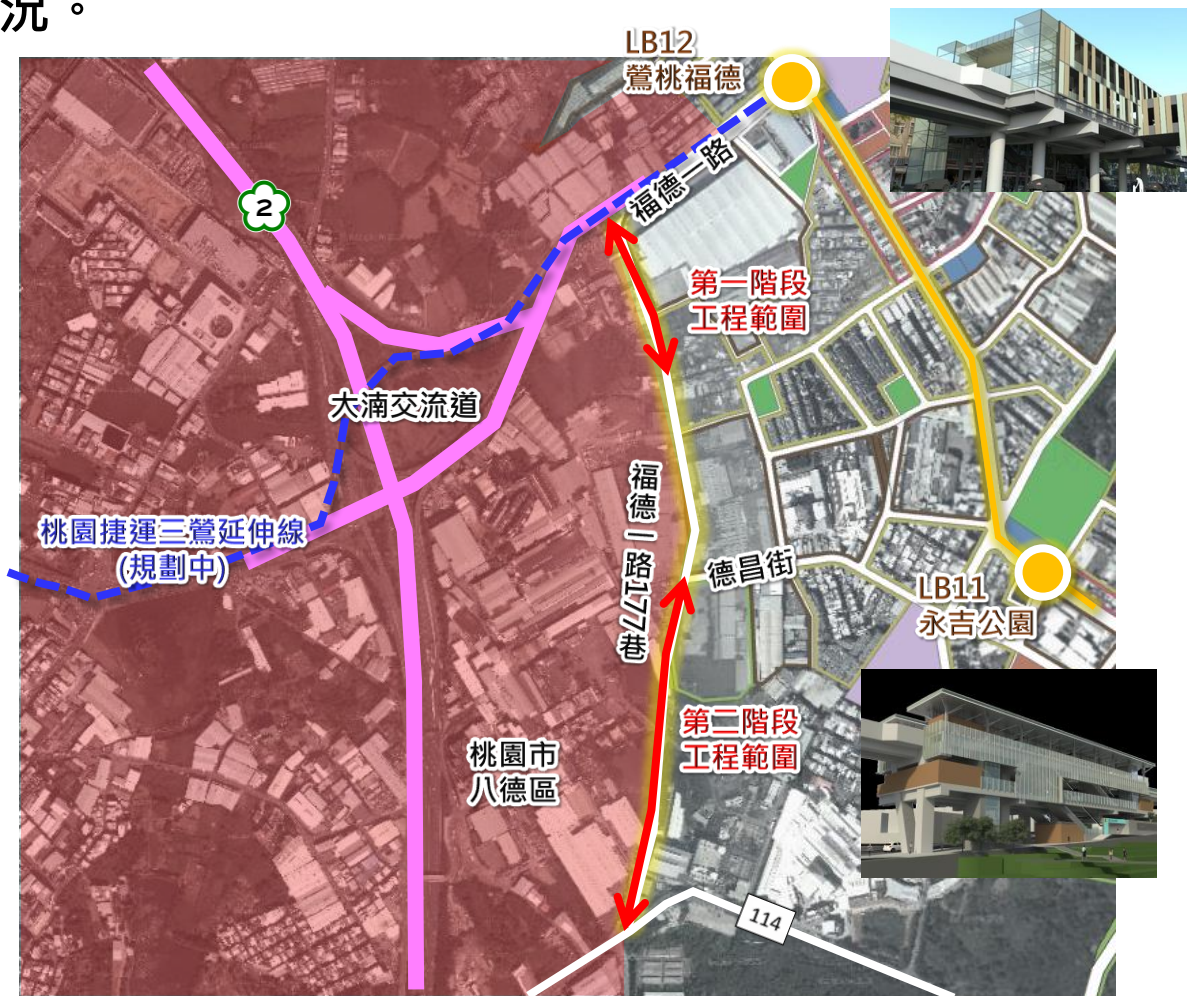 況。
LB12
鶯桃福德
福德一路
2
第一階段
工程範圍
大湳交流道
福德一路177巷
桃園捷運三鶯延伸線
(規劃中)
德昌街
LB11
永吉公園
第二階段
工程範圍
桃園市
八德區
114